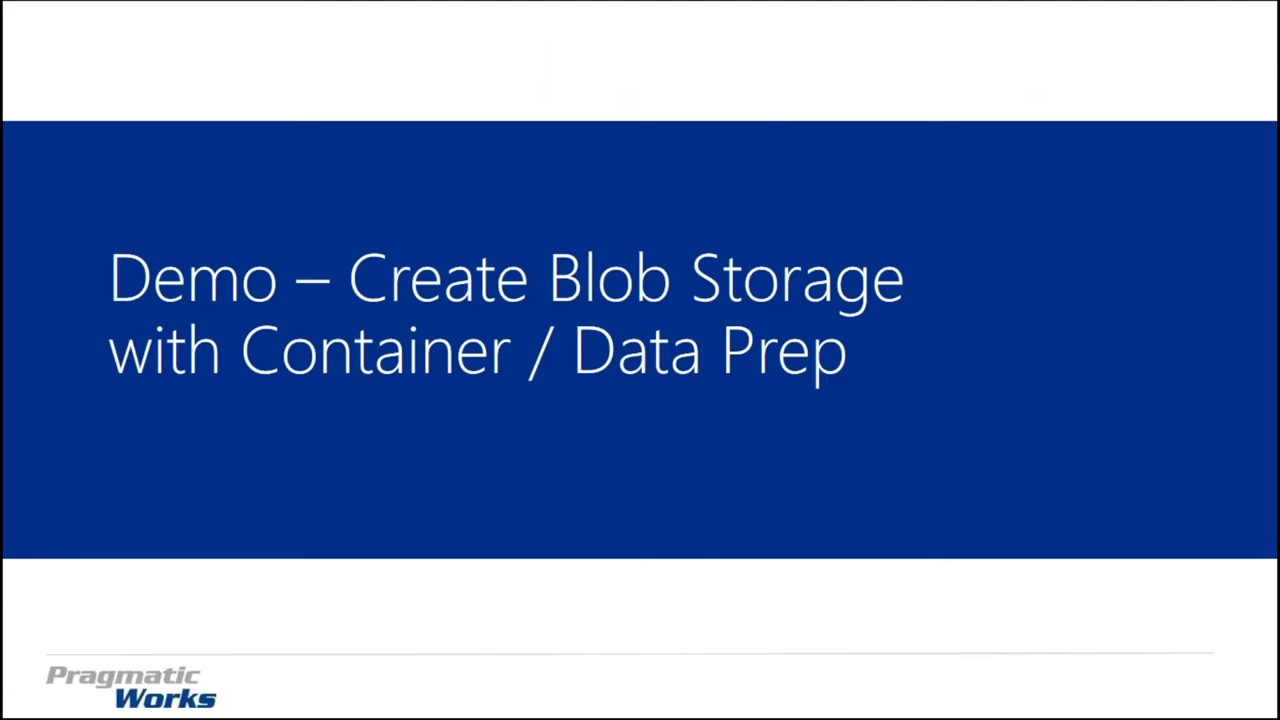 Demo – Create Blob Storage
with Container / Data Prep
Pragmatic
Works